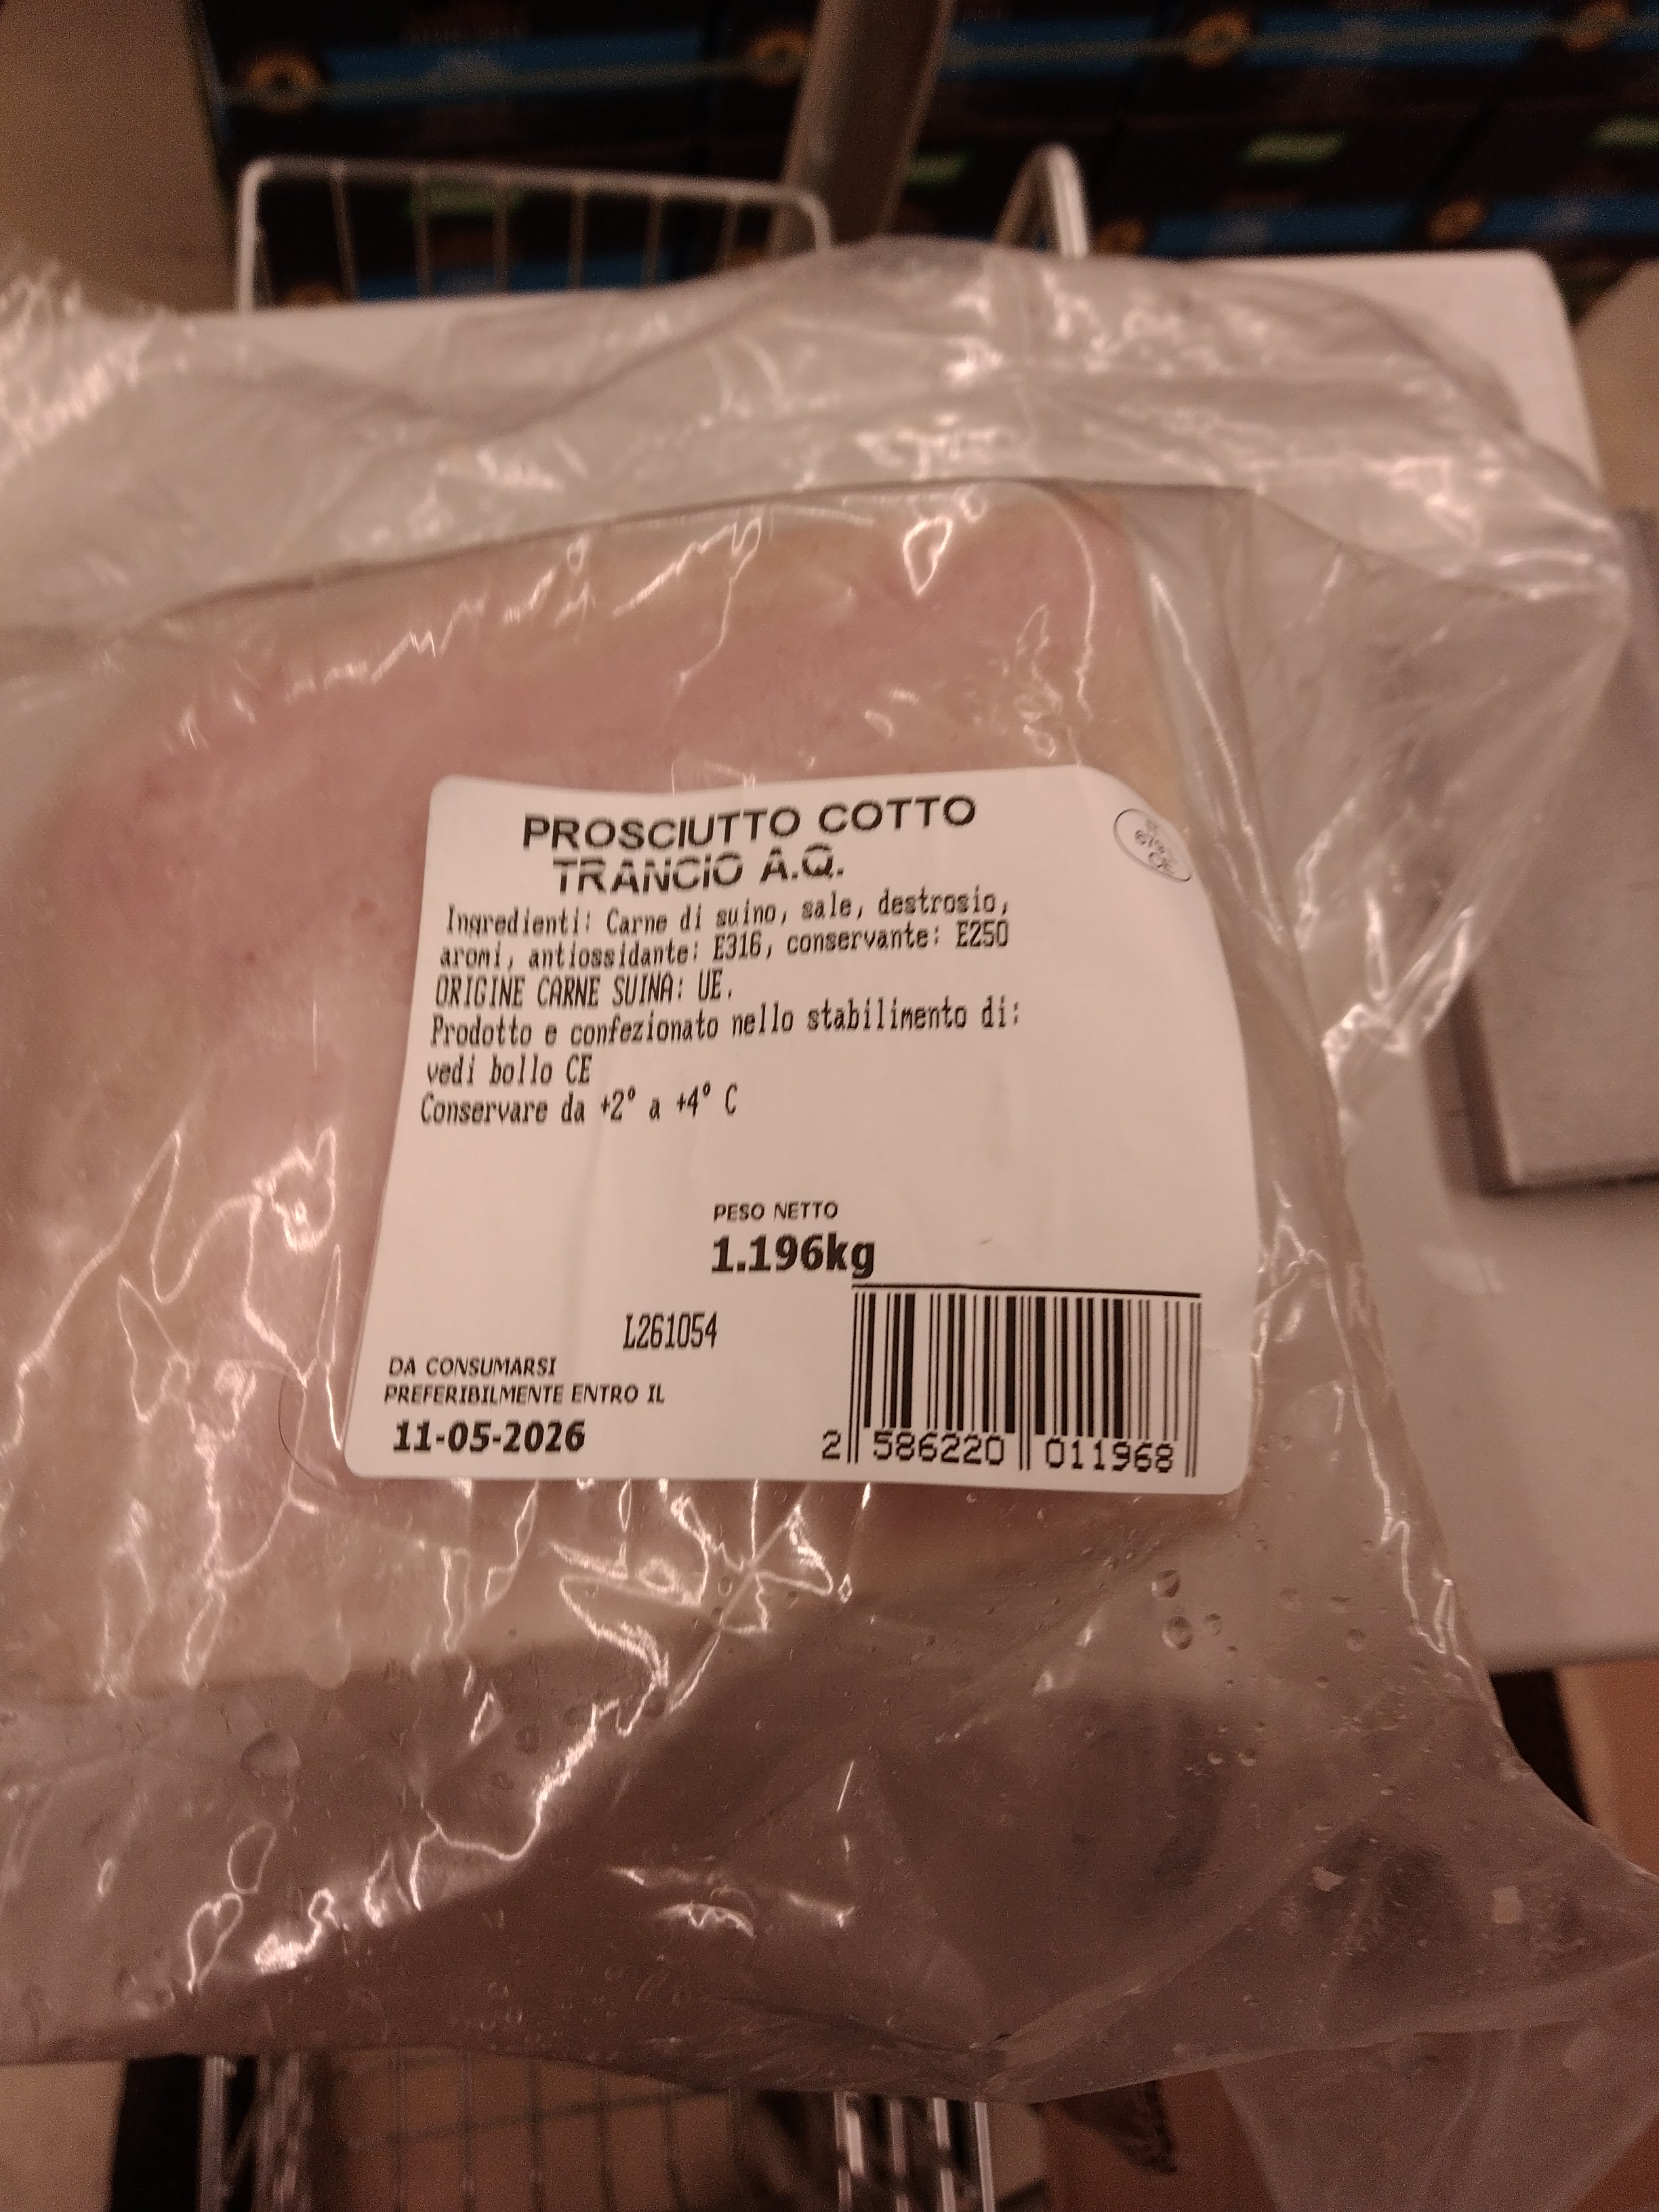 PROSCIUTTO COTTO
TRANCIO A.Q.
Ingredienti: Carne di suino, sale, destrosio,
aromi, antiossidante: E316, conservante: E250
ORIGINE CARNE SUINA: UE.
Prodotto e confezionato nello stabilimento di:
vedi bollo CE
Conservare da +2° a +4° C
PESO NETTO
1.196kg
L261054
DA CONSUMARSI
PREFERIBILMENTE ENTRO IL
11-05-2026
2 586220 011968